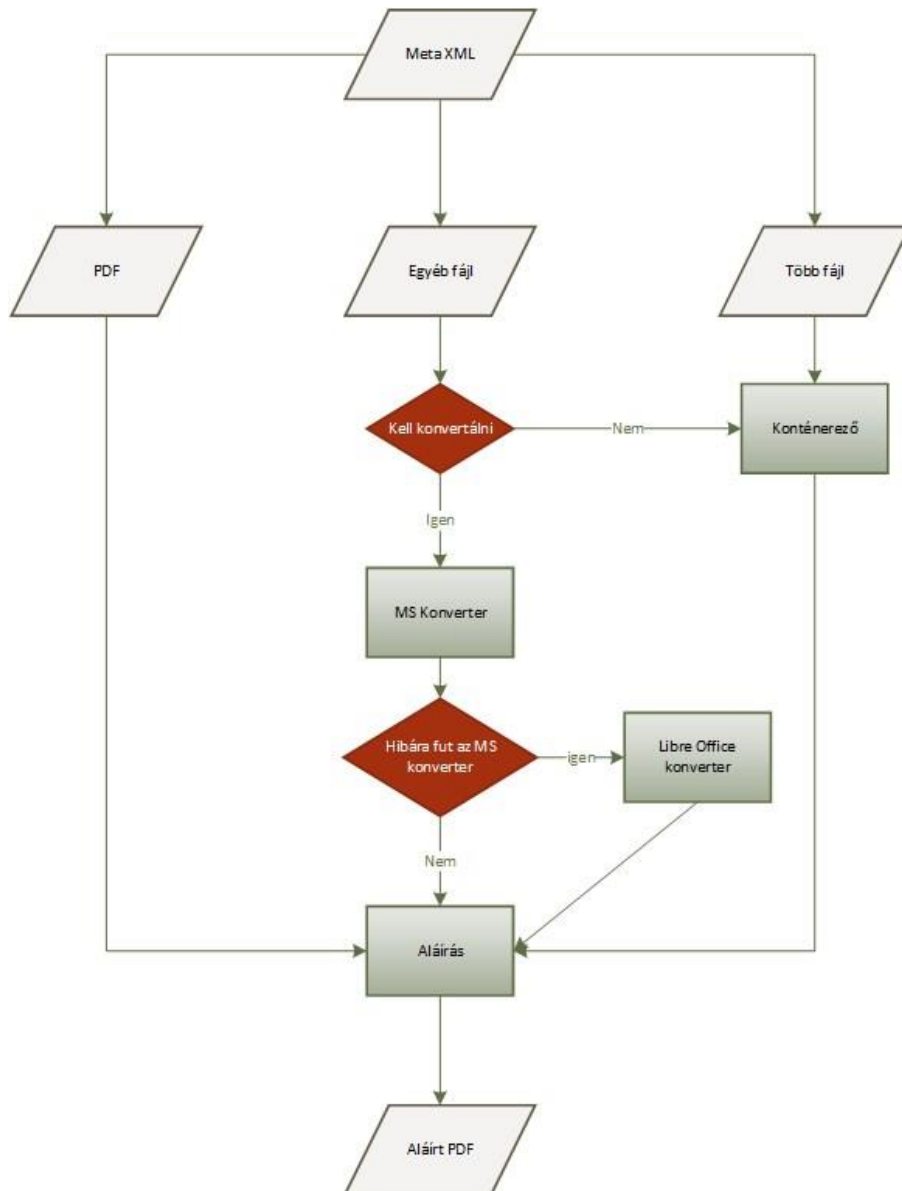 Meta XML
PDF
Egyéb fájl
Több fájl
Kell konvertálni
Nem
Konténerező
Igen
MS Konverter
Hibára fut az MS
konverter
igen
Libre Office
konverter
Nem
Aláírás
Aláírt PDF